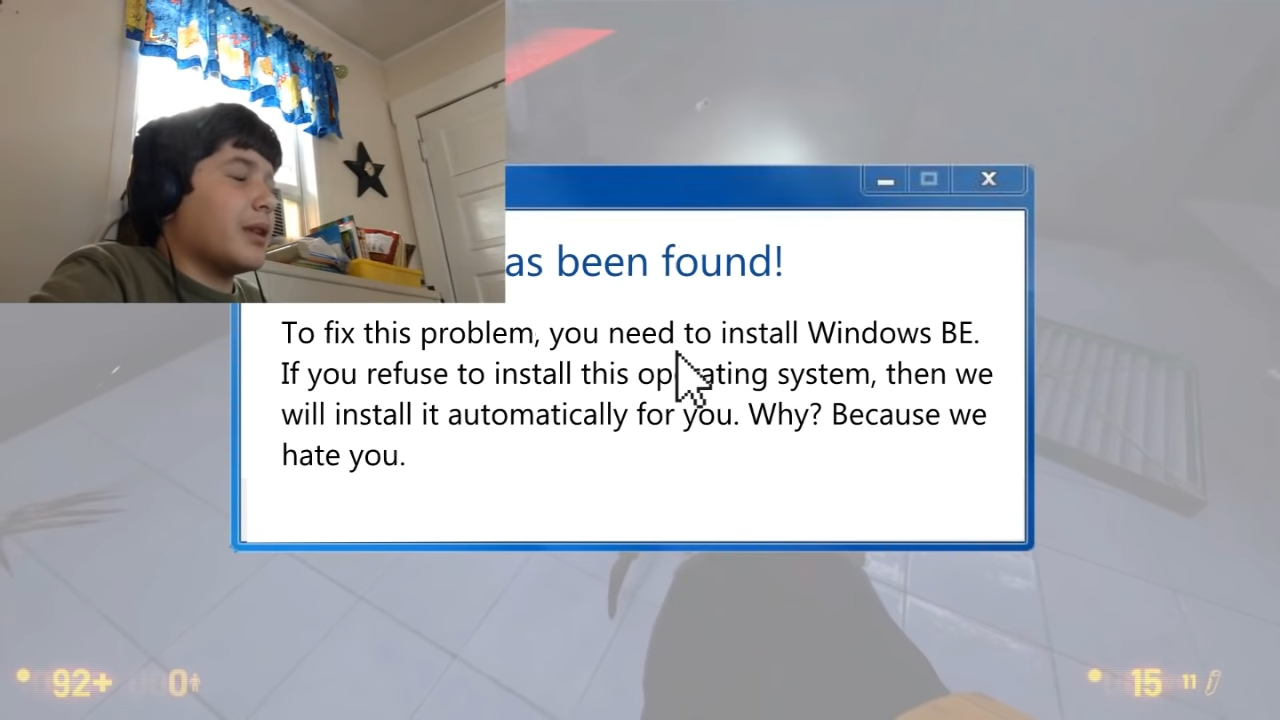 as been found!
To fix this problem, you need to install Windows BE.
If you refuse to install this operating system, then we
will install it automatically for you. Why? Because we
hate you.
92+ 0
15 11